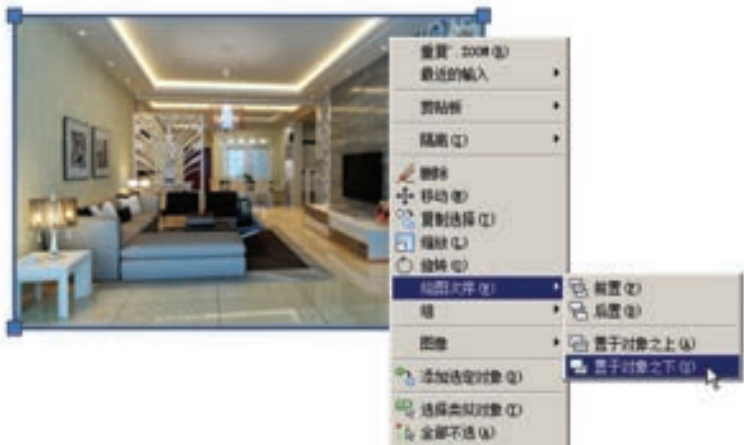 重复".ZOOM(R)
最近的输入
剪贴板
隔离(I)
删除
移动(M)
复制选择(Y)
缩放(L)
旋转(O)
绘图次序(W)
组
图像
添加选定对象(D)
选择类似对象(T)
全部不选(A)
前置(F)
后置(B)
置于对象之上(A)
置于对象之下(U)